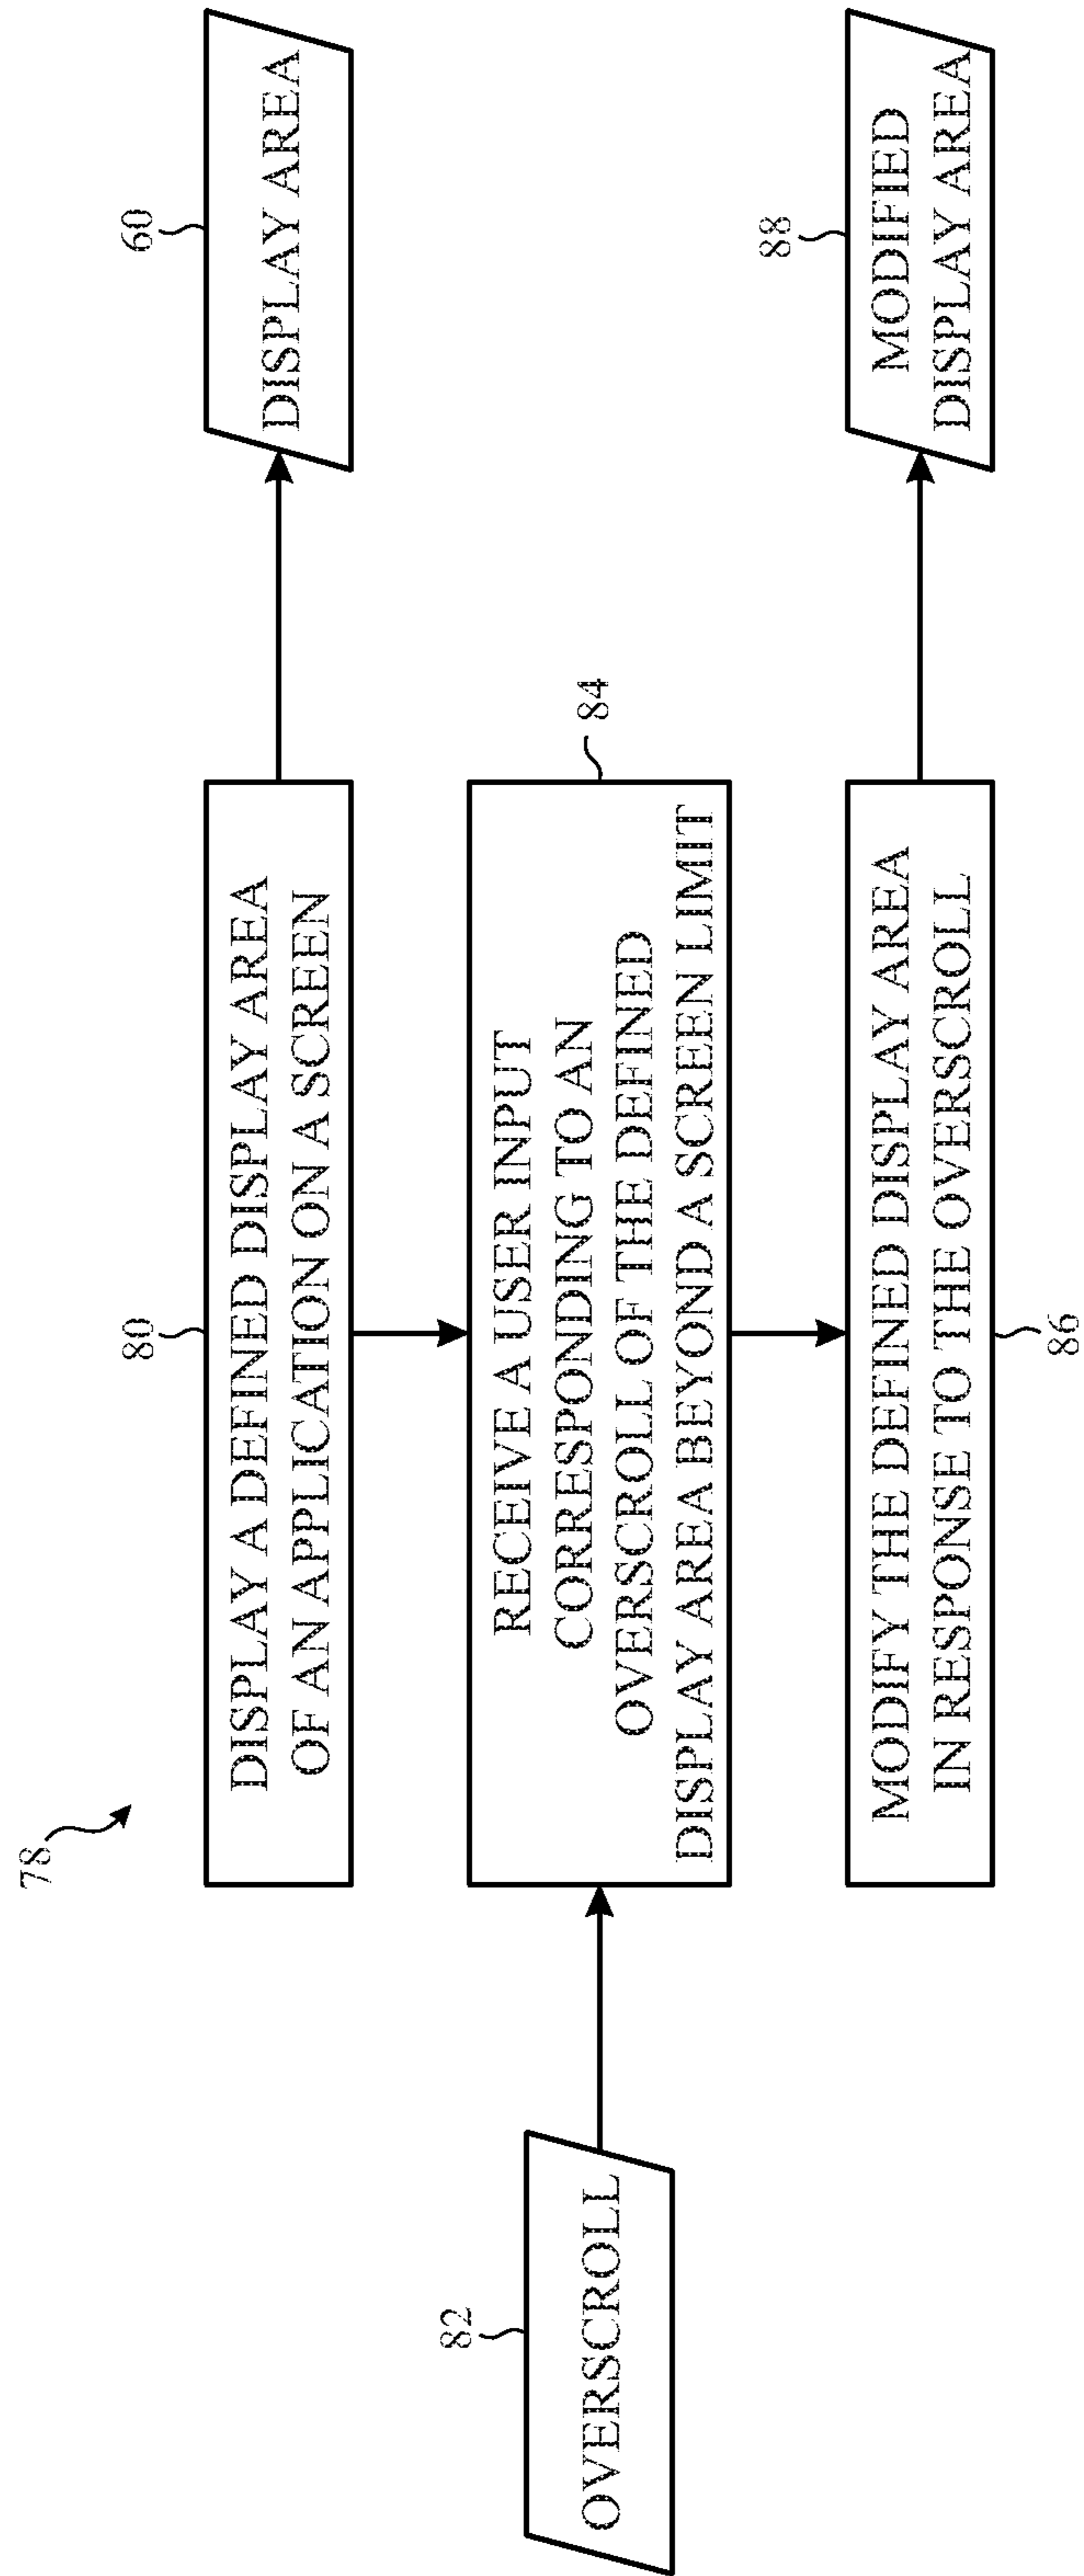 78
80
DISPLAY A DEFINED DISPLAY AREA
OF AN APPLICATION ON A SCREEN
60
DISPLAY AREA
82
OVERSCROLL
84
RECEIVE A USER INPUT
CORRESPONDING TO AN
OVERSCROLL OF THE DEFINED
DISPLAY AREA BEYOND A SCREEN LIMIT
MODIFY THE DEFINED DISPLAY AREA
IN RESPONSE TO THE OVERSCROLL
86
88
MODIFIED
DISPLAY AREA